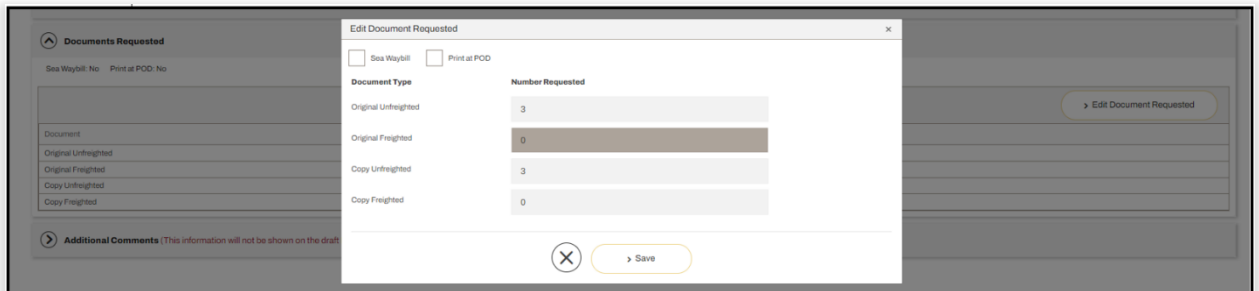 Edit Document Requested
Documents Requested
Sea Waybill Print at POD
Sea Waybill: No Print at POD: No
Document Type Number Requested
Original Unfreighted 3
Edit Document Requested
Original Freighted 0
Document
Original Unfreighted
Original Freighted
Copy Unfreighted 3
Copy Unfreighted
Copy Freighted
Copy Freighted 0
Additional Comments (This information will not be shown on the draft
Save